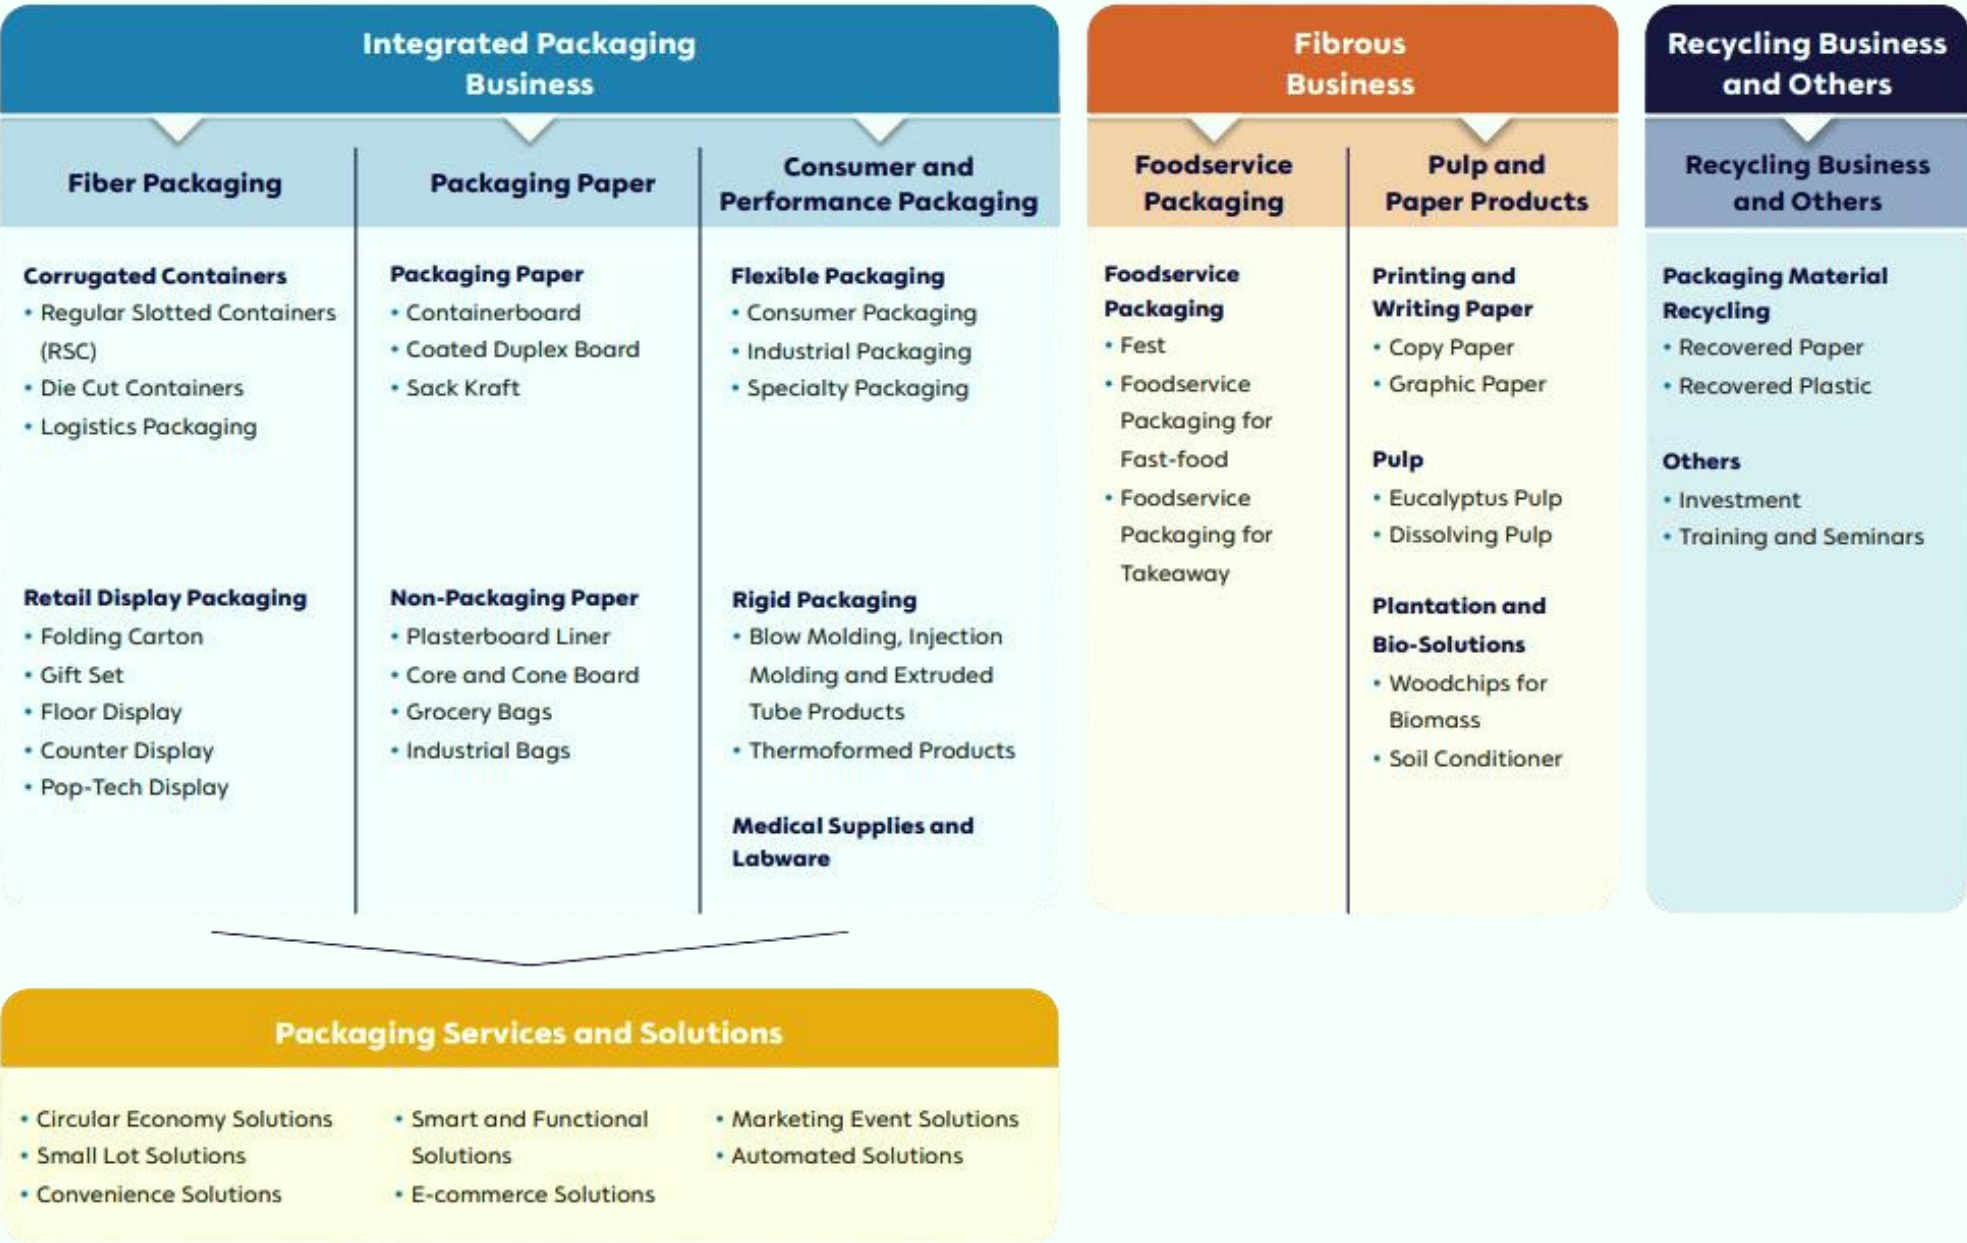 Integrated Packaging
Business
Fiber Packaging
Corrugated Containers
• Regular Slotted Containers
(RSC)
• Die Cut Containers
• Logistics Packaging
Retail Display Packaging
• Folding Carton
• Gift Set
• Floor Display
• Counter Display
• Pop-Tech Display
Packaging Paper
Packaging Paper
• Containerboard
• Coated Duplex Board
• Sack Kraft
Non-Packaging Paper
• Plasterboard Liner
• Core and Cone Board
• Grocery Bags
• Industrial Bags
Consumer and
Performance Packaging
Flexible Packaging
• Consumer Packaging
• Industrial Packaging
• Specialty Packaging
Rigid Packaging
• Blow Molding, Injection
Molding and Extruded
Tube Products
• Thermoformed Products
Medical Supplies and
Labware
Fibrous
Business
Foodservice
Packaging
Foodservice
Packaging
• Fest
• Foodservice
Packaging for
Fast-food
• Foodservice
Packaging for
Takeaway
Pulp and
Paper Products
Printing and
Writing Paper
• Copy Paper
• Graphic Paper
Pulp
• Eucalyptus Pulp
• Dissolving Pulp
Plantation and
Bio-Solutions
• Woodchips for
Biomass
• Soil Conditioner
Recycling Business
and Others
Recycling Business
and Others
Packaging Material
Recycling
• Recovered Paper
• Recovered Plastic
Others
• Investment
• Training and Seminars
Packaging Services and Solutions
• Circular Economy Solutions
• Small Lot Solutions
• Convenience Solutions
• Smart and Functional
Solutions
• E-commerce Solutions
• Marketing Event Solutions
• Automated Solutions